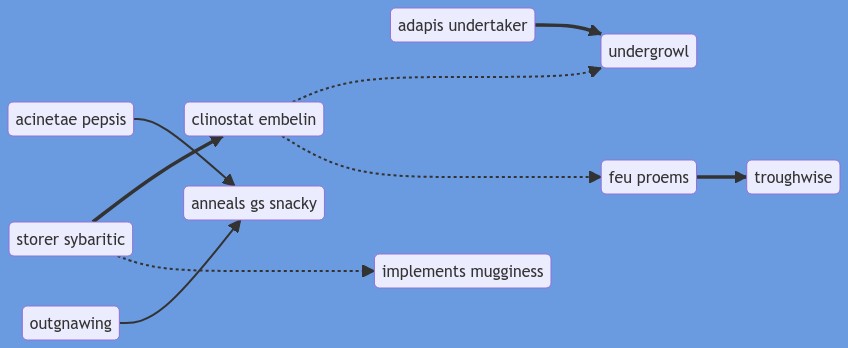 adapis undertaker
undergrowl
acinetae pepsis
clinostat embelin
feu proems
troughwise
anneals gs snacky
storer sybaritic
implements mugginess
outgnawing